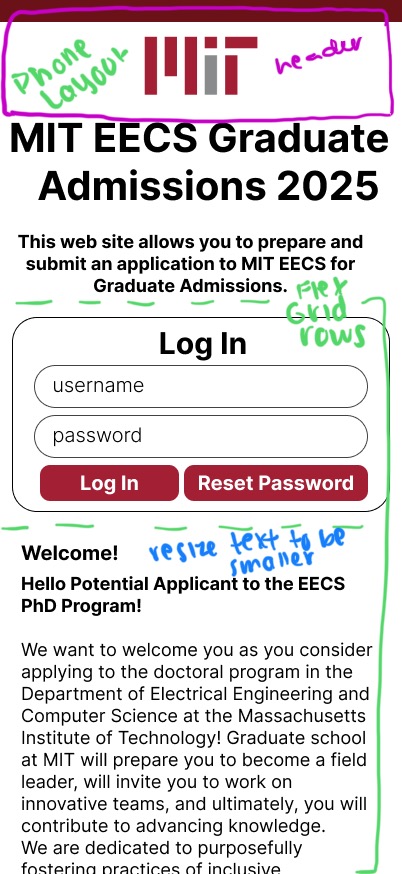 Phone
Layout
MIT
header
MIT EECS Graduate
Admissions 2025
This web site allows you to prepare and
submit an application to MIT EECS for
Graduate Admissions.
Flex
Grid
rows
Log In
username
password
Log In Reset Password
Welcome!
resize text to be
smaller
Hello Potential Applicant to the EECS
PhD Program!
We want to welcome you as you consider
applying to the doctoral program in the
Department of Electrical Engineering and
Computer Science at the Massachusetts
Institute of Technology! Graduate school
at MIT will prepare you to become a field
leader, will invite you to work on
innovative teams, and ultimately, you will
contribute to advancing knowledge.
We are dedicated to purposefully
fostering practices of inclusive